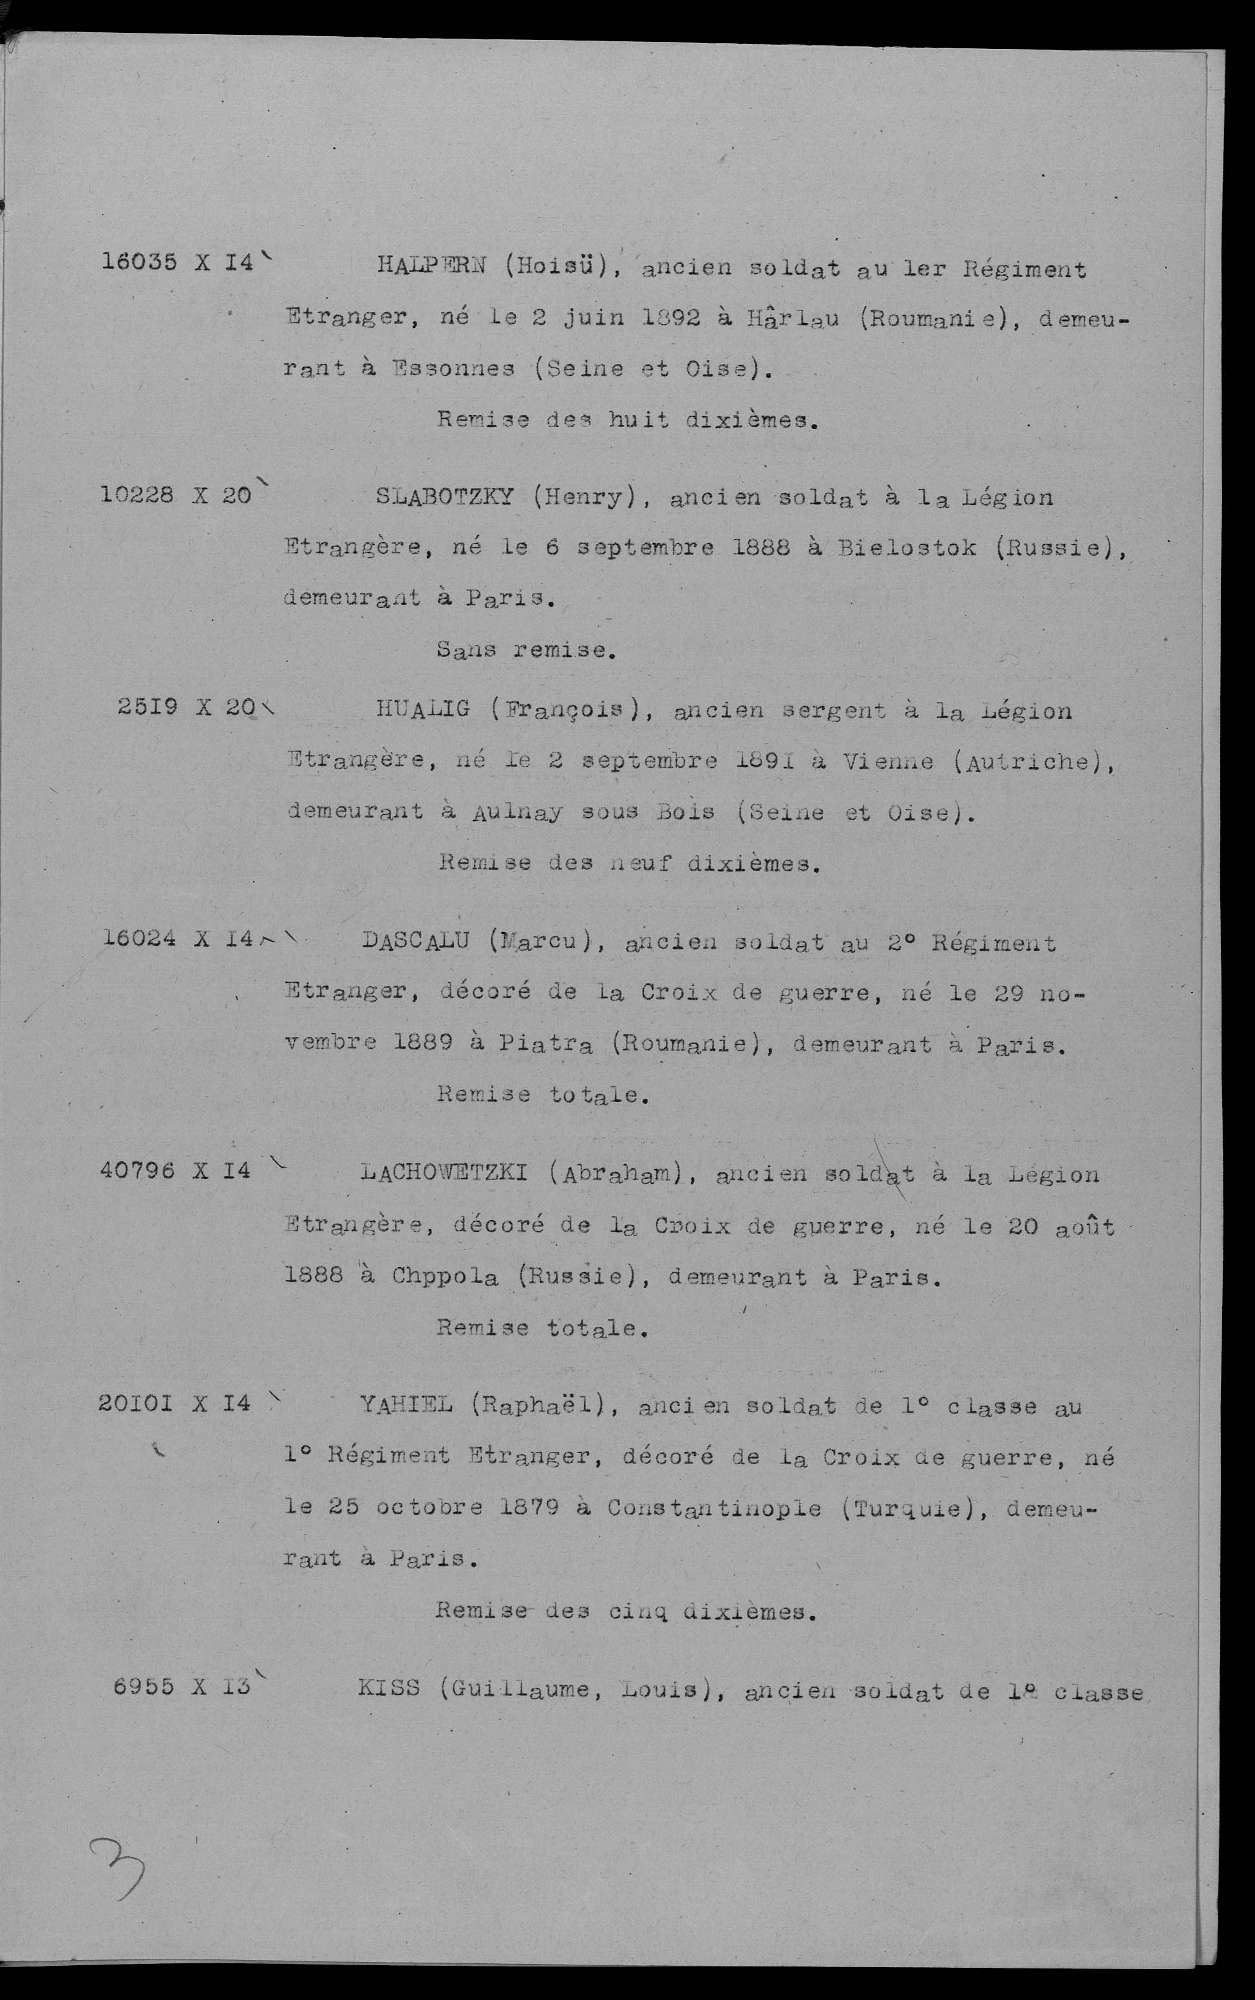 16035 X I4 HALPERN (Hoisü), ancien soldat au 1er Régiment
Etranger, né le 2 juin 1892 à Hârlau (Roumanie), demeu-
rant à Essonnes (Seine et Oise).
Remise des huit dixièmes.
10228 X 20 SLABOTZKY (Henry), ancien soldat à la Légion
Etrangère, né le 6 septembre 1888 à Bielostok (Russie),
demeurant à Paris.
Sans remise.
25I9 X 20 HUALIG (François), ancien sergent à la Légion
Etrangère, né le 2 septembre 189I à Vienne (Autriche),
demeurant à Aulnay sous Bois (Seine et Oise).
Remise des neuf dixièmes.
16024 X I4 DASCALU (Marcu), ancien soldat au 2° Régiment
Etranger, décoré de la Croix de guerre, né le 29 no-
vembre 1889 à Piatra (Roumanie), demeurant à Paris.
Remise totale.
40796 X I4 LACHOWETZKI (Abraham), ancien soldat à la Légion
Etrangère, décoré de la Croix de guerre, né le 20 août
1888 à Chppola (Russie), demeurant à Paris.
Remise totale.
20I0I X I4 YAHIEL (Raphaël), ancien soldat de 1° classe au
1° Régiment Etranger, décoré de la Croix de guerre, né
le 25 octobre 1879 à Constantinople (Turquie), demeu-
rant à Paris.
Remise des cinq dixièmes.
6955 X I3 KISS (Guillaume, Louis), ancien soldat de 1° classe
3